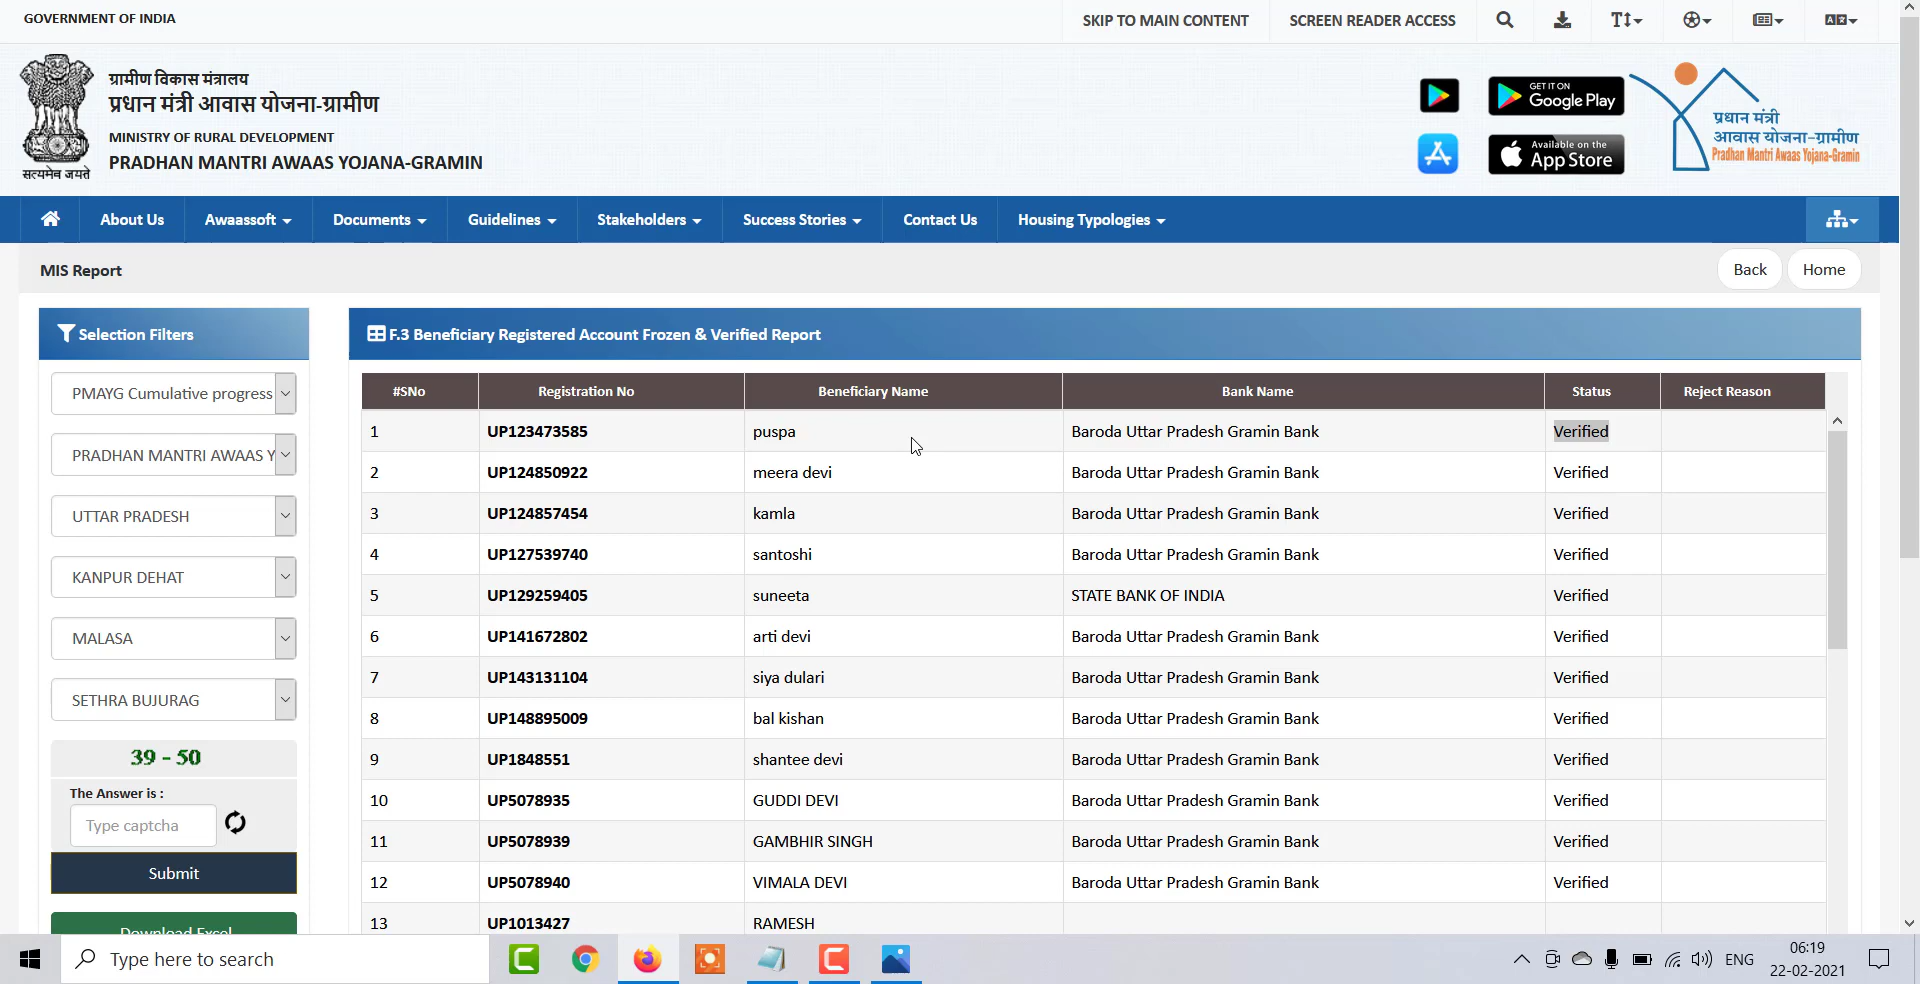 GOVERNMENT OF INDIA
SKIP TO MAIN CONTENT
SCREEN READER ACCESS
ग्रामीण विकास मंत्रालय
प्रधान मंत्री आवास योजना-ग्रामीण
MINISTRY OF RURAL DEVELOPMENT
PRADHAN MANTRI AWAAS YOJANA-GRAMIN
सत्यमेव जयते
GET IT ON
Google Play
Available on the
App Store
प्रधान मंत्री
आवास योजना-ग्रामीण
Pradhan Mantri Awaas Yojana-Gramin
About Us
Awaassoft
Documents
Guidelines
Stakeholders
Success Stories
Contact Us
Housing Typologies
MIS Report
Back
Home
Selection Filters
PMAYG Cumulative progress
PRADHAN MANTRI AWAAS Y
UTTAR PRADESH
KANPUR DEHAT
MALASA
SETHRA BUJURAG
39 - 50
The Answer is :
Type captcha
Submit
Download Excel
F.3 Beneficiary Registered Account Frozen & Verified Report
#SNo Registration No Beneficiary Name Bank Name Status Reject Reason
1 UP123473585 puspa Baroda Uttar Pradesh Gramin Bank Verified
2 UP124850922 meera devi Baroda Uttar Pradesh Gramin Bank Verified
3 UP124857454 kamla Baroda Uttar Pradesh Gramin Bank Verified
4 UP127539740 santoshi Baroda Uttar Pradesh Gramin Bank Verified
5 UP129259405 suneeta STATE BANK OF INDIA Verified
6 UP141672802 arti devi Baroda Uttar Pradesh Gramin Bank Verified
7 UP143131104 siya dulari Baroda Uttar Pradesh Gramin Bank Verified
8 UP148895009 bal kishan Baroda Uttar Pradesh Gramin Bank Verified
9 UP1848551 shantee devi Baroda Uttar Pradesh Gramin Bank Verified
10 UP5078935 GUDDI DEVI Baroda Uttar Pradesh Gramin Bank Verified
11 UP5078939 GAMBHIR SINGH Baroda Uttar Pradesh Gramin Bank Verified
12 UP5078940 VIMALA DEVI Baroda Uttar Pradesh Gramin Bank Verified
13 UP1013427 RAMESH
Type here to search
ENG
06:19
22-02-2021